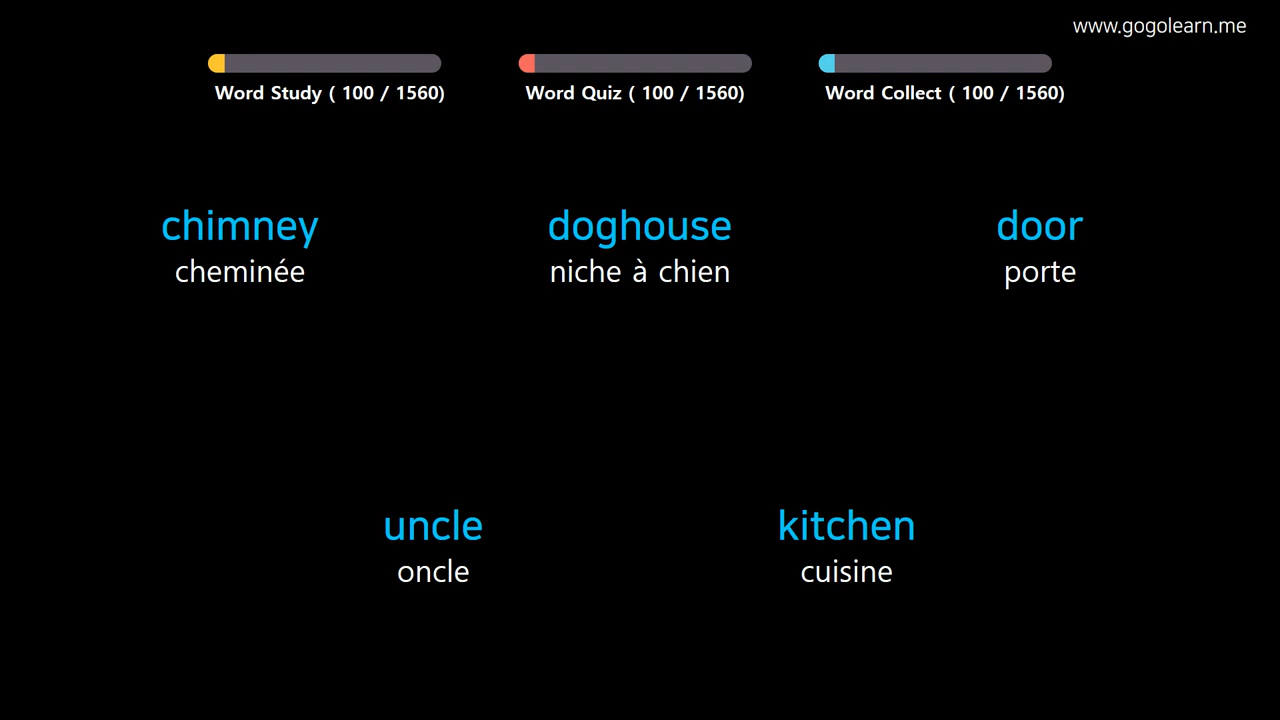 www.gogolearn.me
Word Study ( 100 / 1560)
Word Quiz ( 100 / 1560)
Word Collect ( 100 / 1560)
chimney
cheminée
doghouse
niche à chien
door
porte
uncle
oncle
kitchen
cuisine